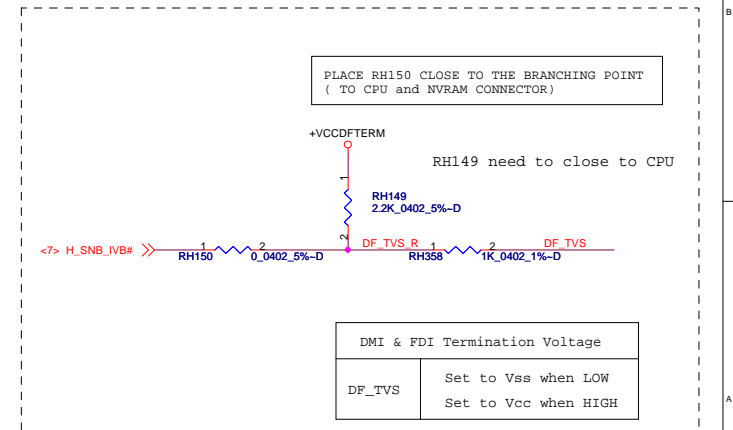 B
PLACE RH150 CLOSE TO THE BRANCHING POINT
( TO CPU and NVRAM CONNECTOR)
+VCCDFTERM
RH149 need to close to CPU
1
RH149
2.2K_0402_5%~D
2
<7> H_SNB_IVB#
1
2
DF_TVS_R
1
2
DF_TVS
RH150
0_0402_5%~D
RH358
1K_0402_1%~D
DMI & FDI Termination Voltage
DF_TVS
Set to Vss when LOW
Set to Vcc when HIGH
A